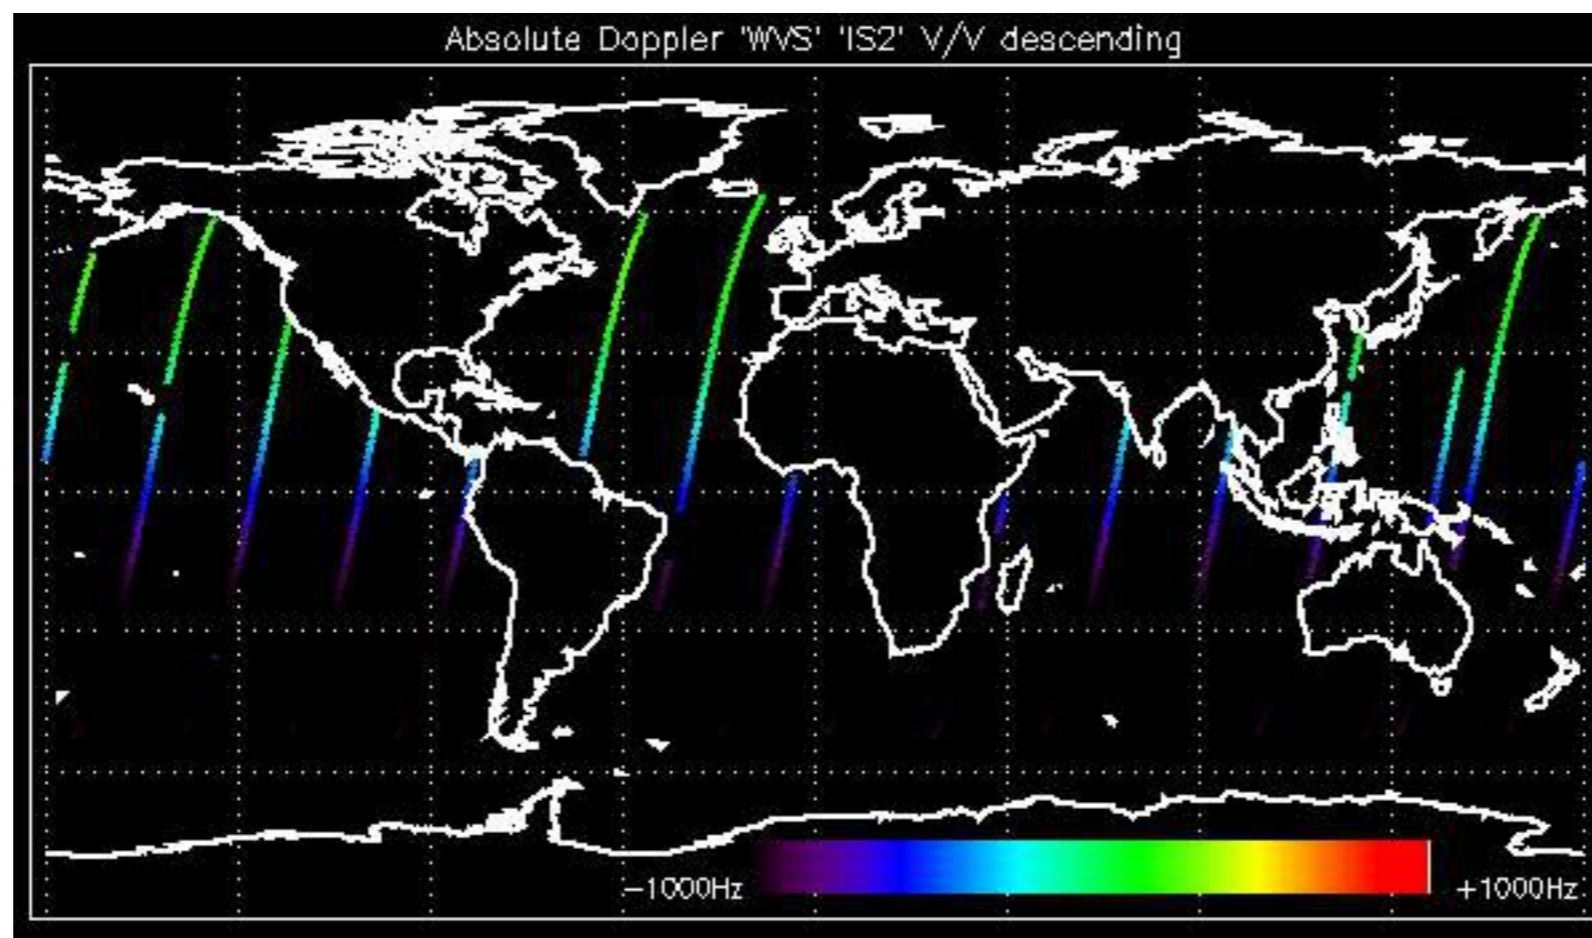 Absolute Doppler 'WVS' 'IS2' V/V descending
−1000Hz
+1000Hz